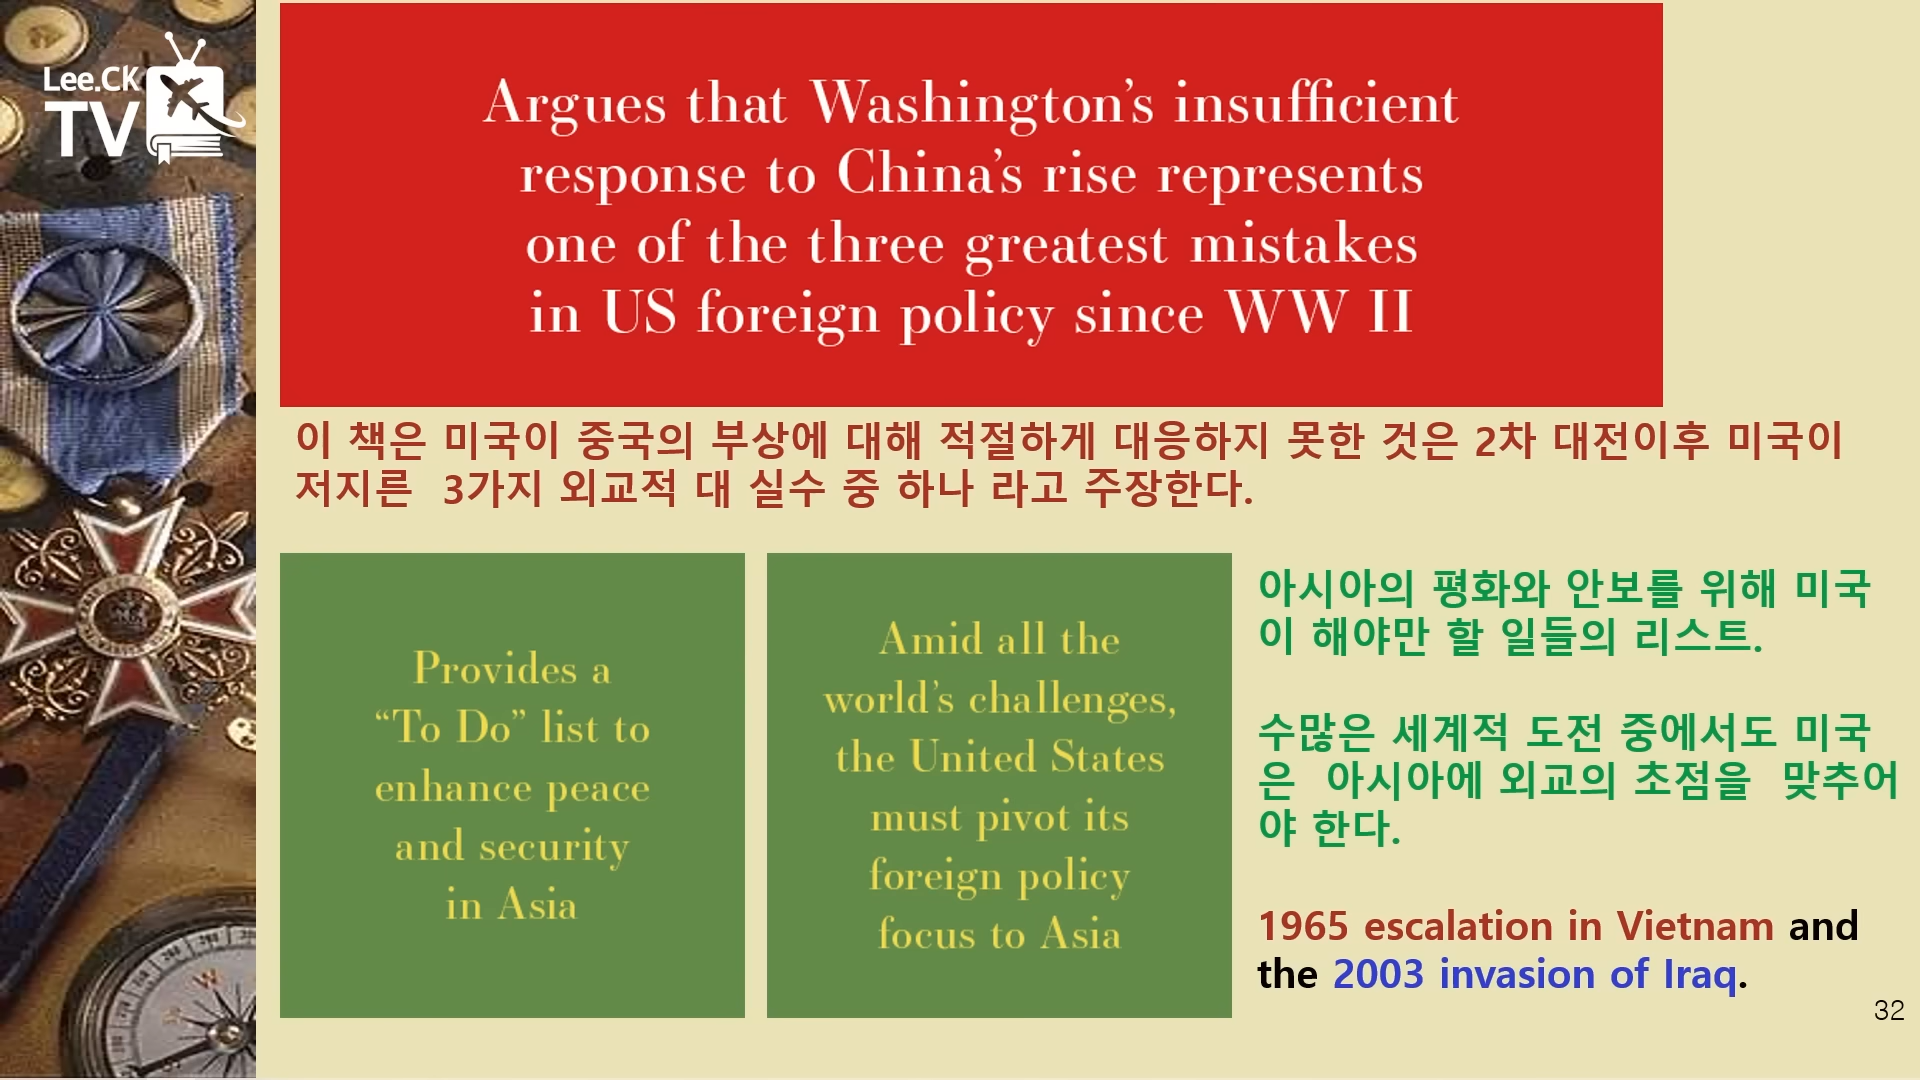 Lee.CK
TV
Argues that Washington’s insufficient
response to China’s rise represents
one of the three greatest mistakes
in US foreign policy since WW II
이 책은 미국이 중국의 부상에 대해 적절하게 대응하지 못한 것은 2차 대전이후 미국이
저지른 3가지 외교적 대 실수 중 하나 라고 주장한다.
Provides a
“To Do” list to
enhance peace
and security
in Asia
Amid all the
world’s challenges,
the United States
must pivot its
foreign policy
focus to Asia
아시아의 평화와 안보를 위해 미국
이 해야만 할 일들의 리스트.
수많은 세계적 도전 중에서도 미국
은 아시아에 외교의 초점을 맞추어
야 한다.
1965 escalation in Vietnam and
the 2003 invasion of Iraq.
32
W